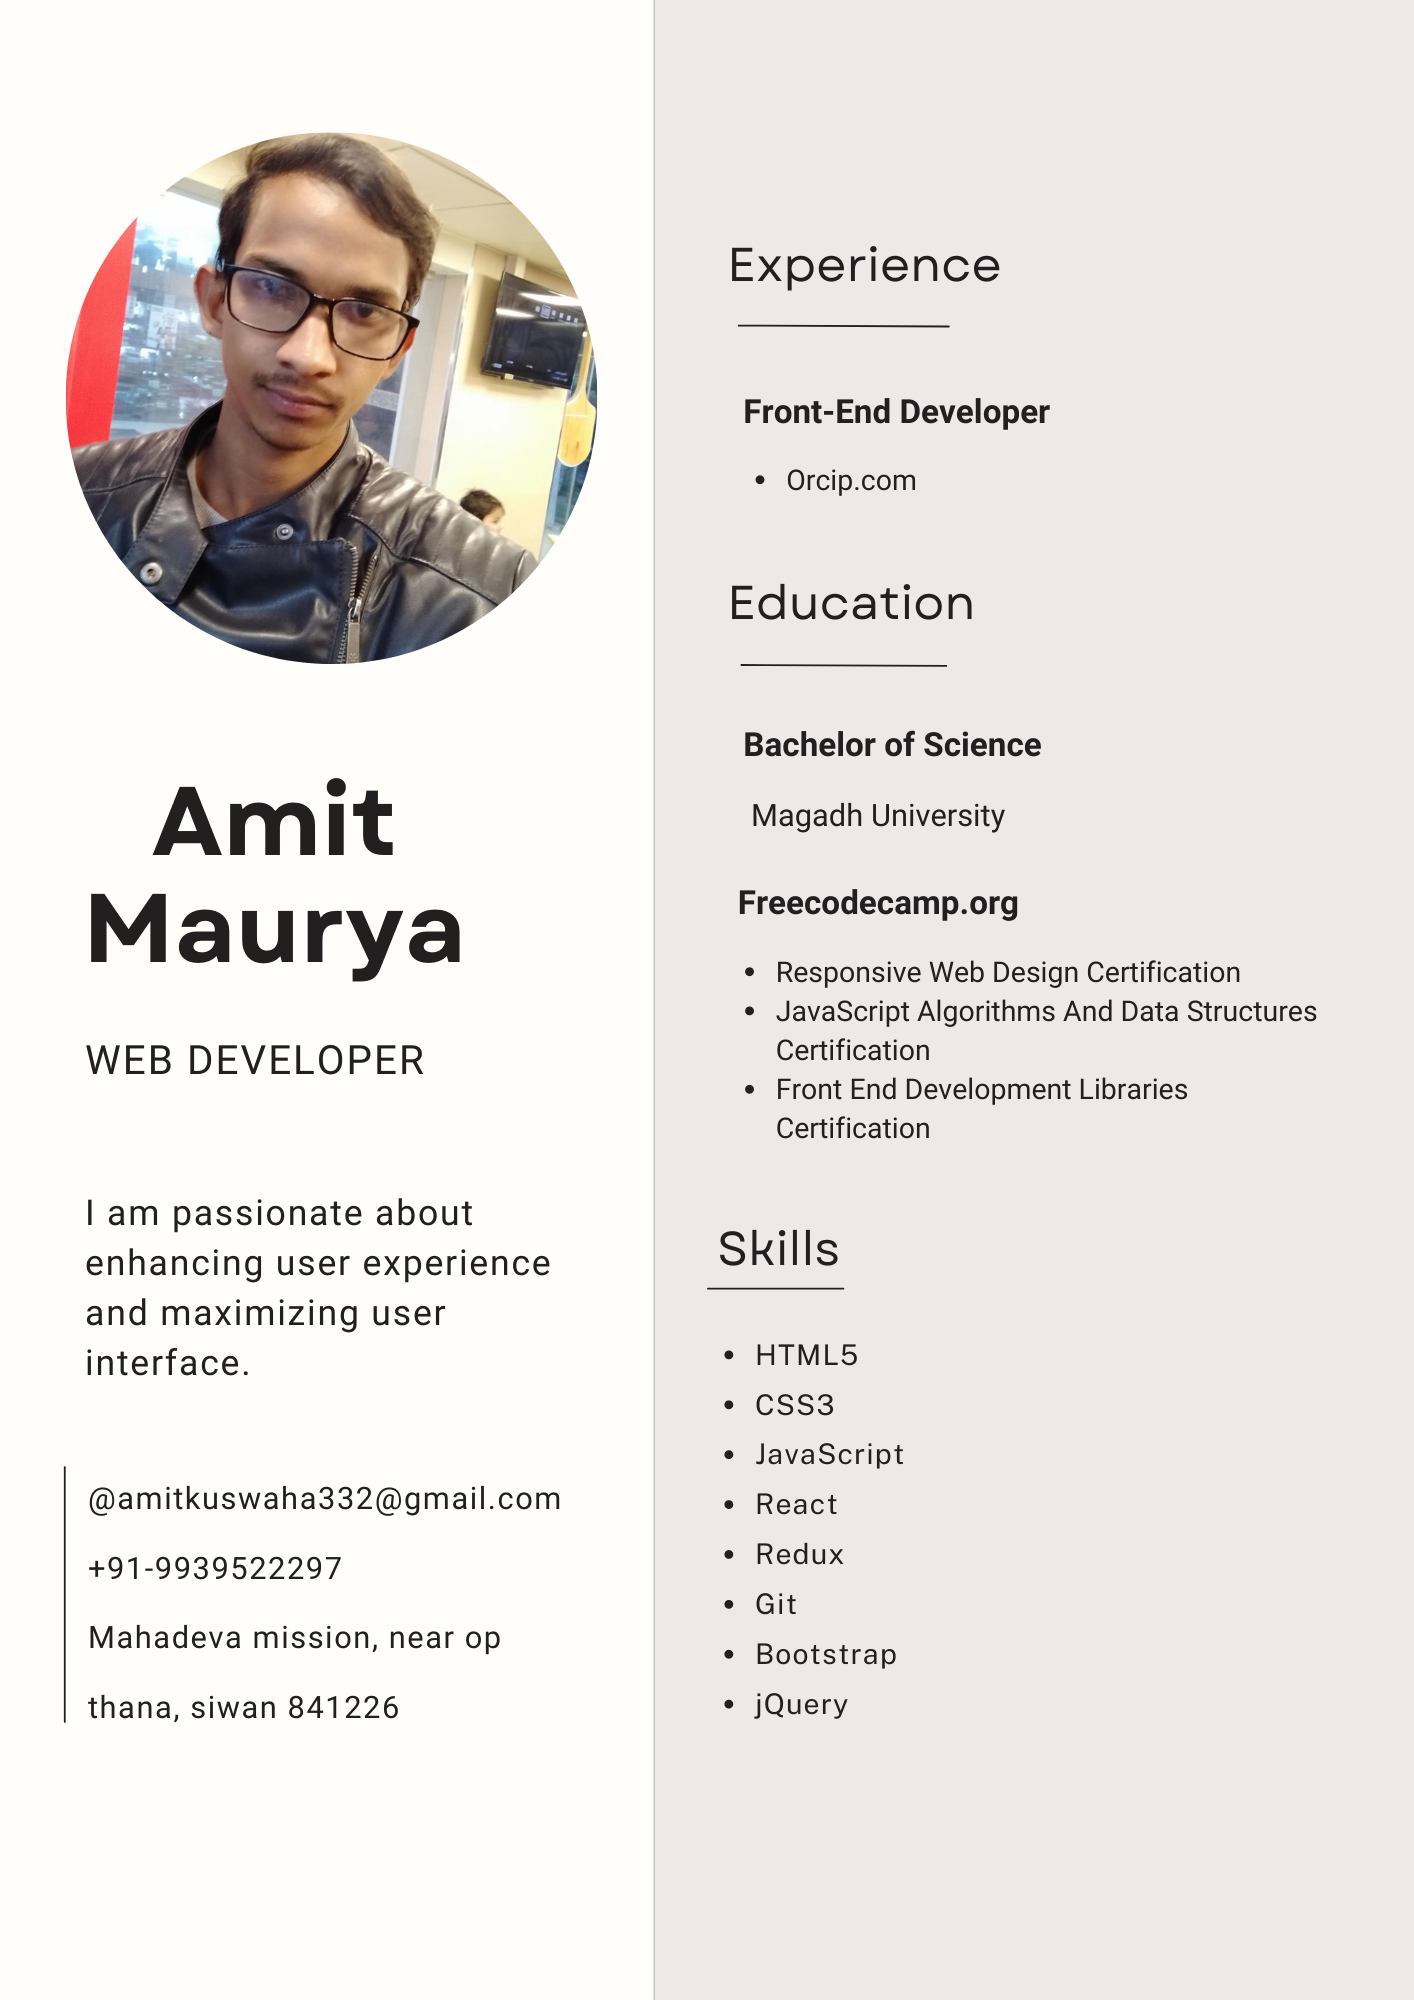 Amit
Maurya
WEB DEVELOPER
I am passionate about
enhancing user experience
and maximizing user
interface.
@amitkuswaha332@gmail.com
+91-9939522297
Mahadeva mission, near op
thana, siwan 841226
Experience
Front-End Developer
• Orcip.com
Education
Bachelor of Science
Magadh University
Freecodecamp.org
• Responsive Web Design Certification
• JavaScript Algorithms And Data Structures
Certification
• Front End Development Libraries
Certification
Skills
• HTML5
• CSS3
• JavaScript
• React
• Redux
• Git
• Bootstrap
• jQuery